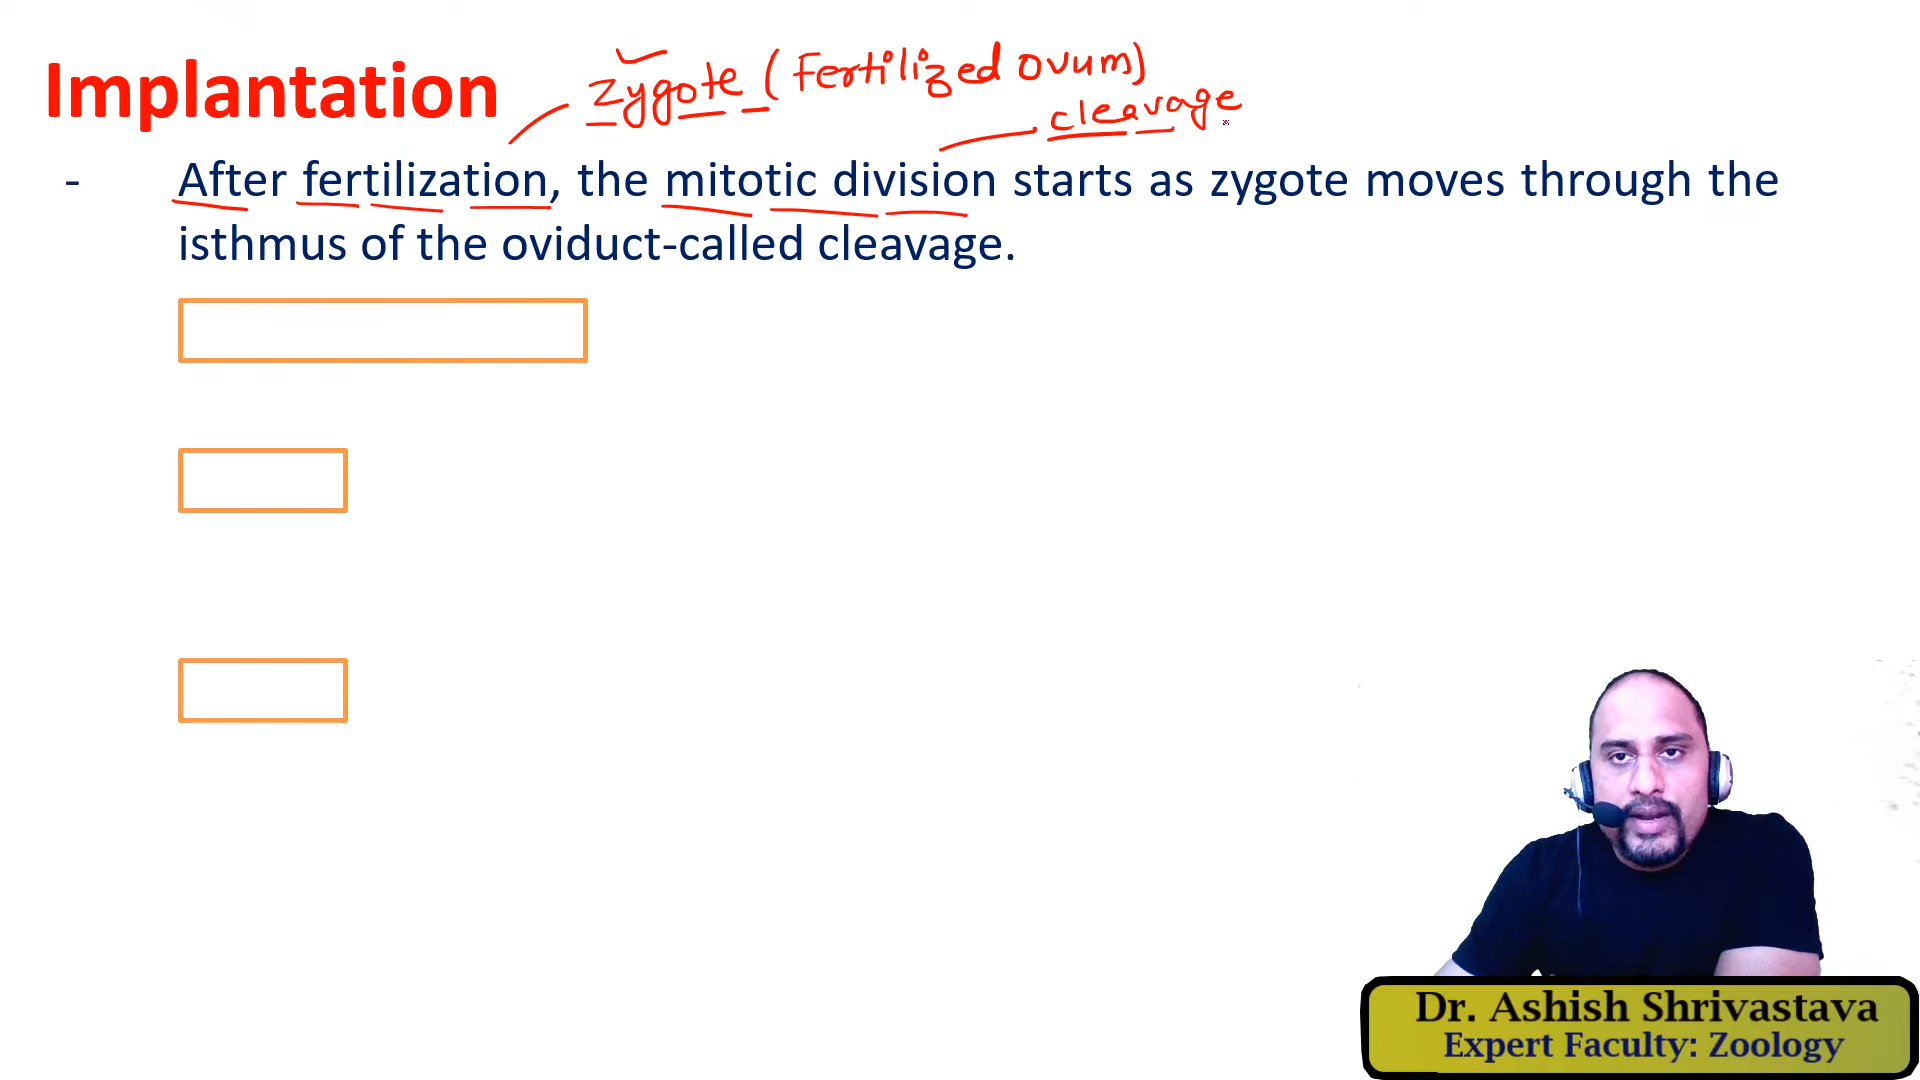 Implantation
zygote (Fertilized ovum)
cleavage
- After fertilization, the mitotic division starts as zygote moves through the
isthmus of the oviduct-called cleavage.
Dr. Ashish Shrivastava
Expert Faculty: Zoology